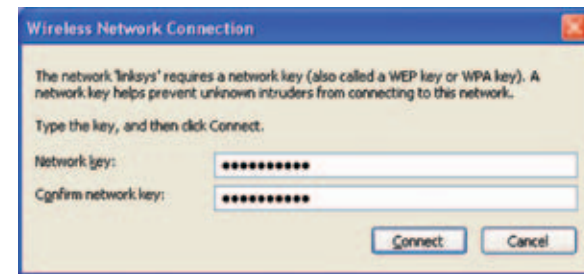 Wireless Network Connection
The network 'linksys' requires a network key (also called a WEP key or WPA key). A
network key helps prevent unknown intruders from connecting to this network.
Type the key, and then click Connect.
Network key: ●●●●●●●●●●
Confirm network key: ●●●●●●●●●●
Connect Cancel